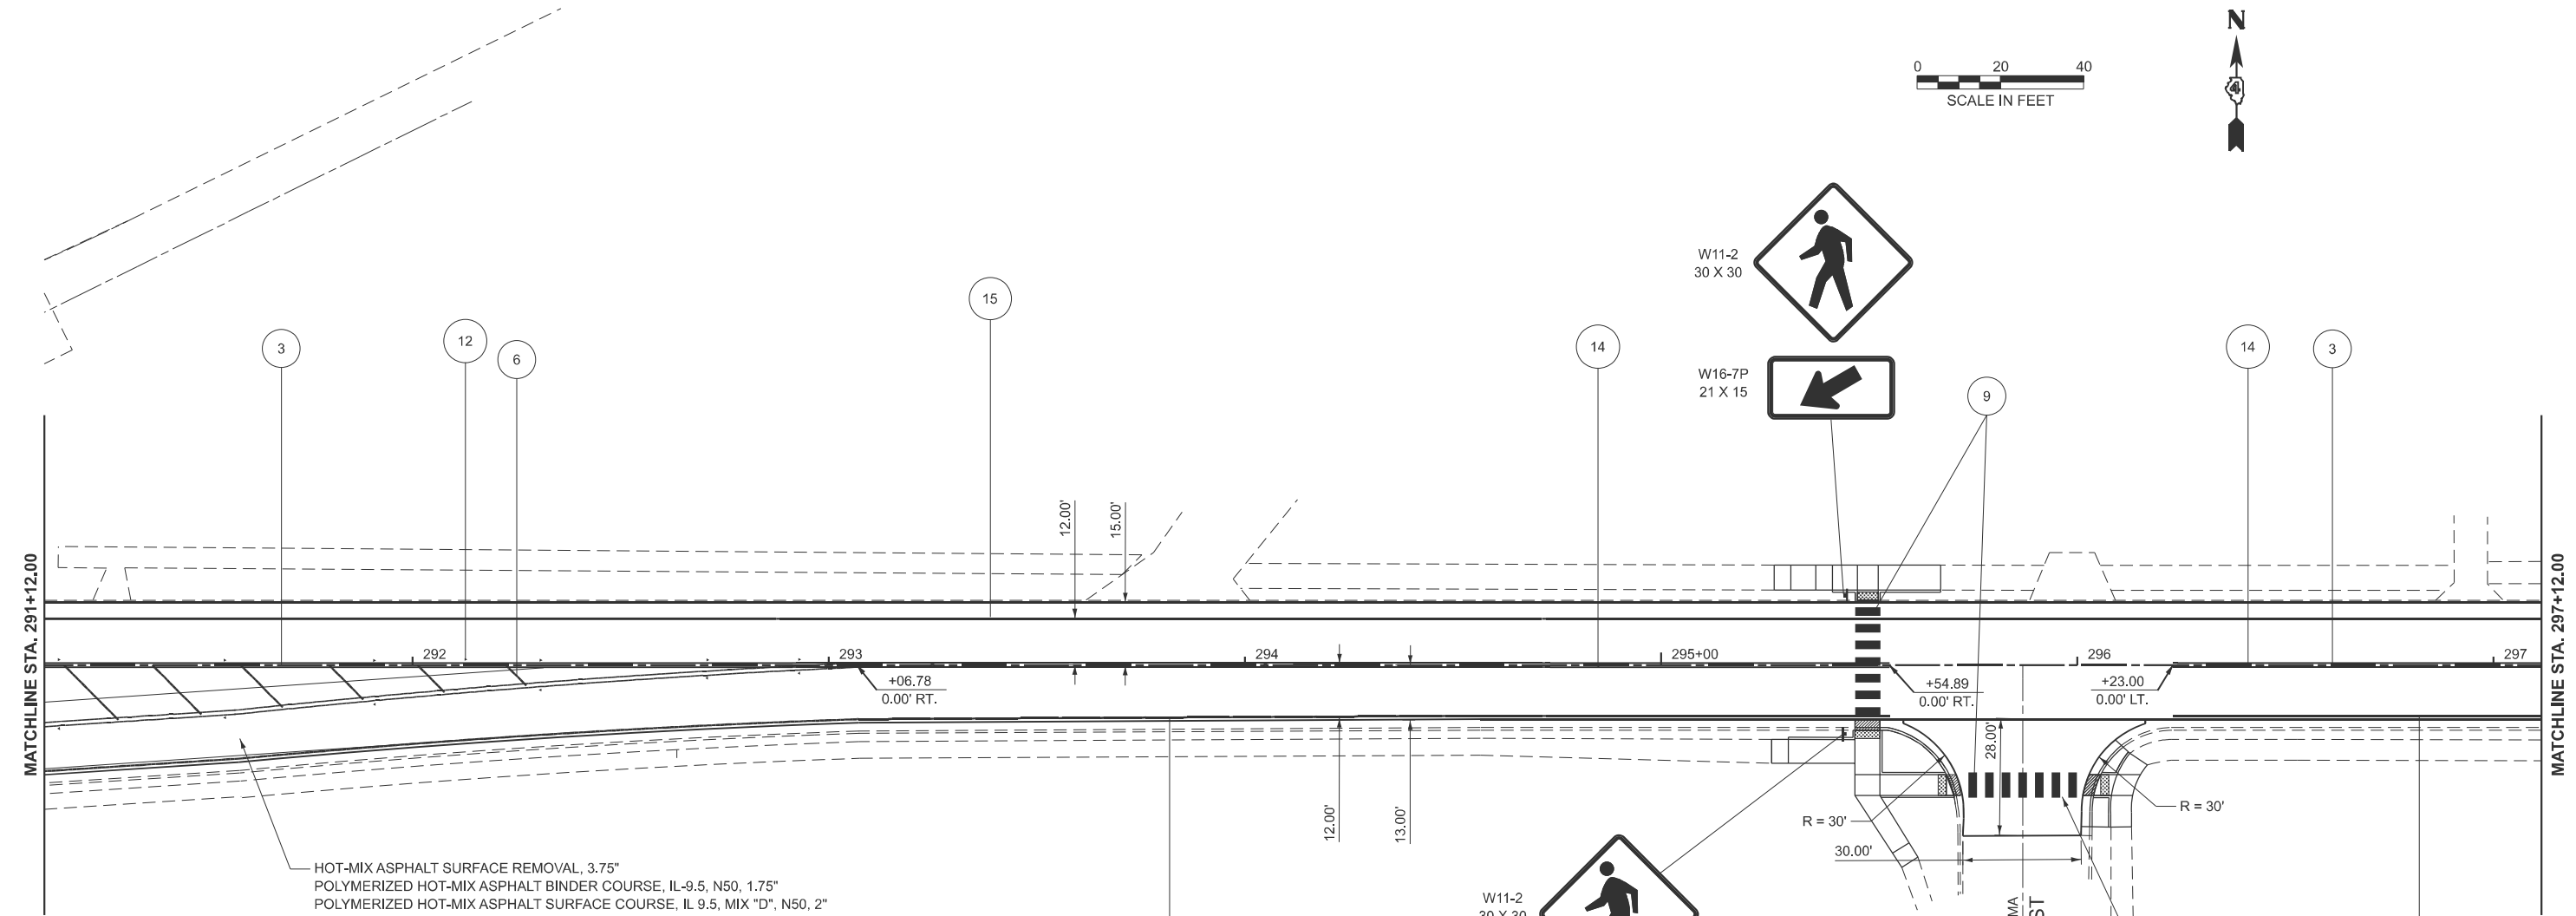 N
4
0 20 40
SCALE IN FEET
W11-2
30 X 30
W16-7P
21 X 15
15
3
12
6
14
14
3
9
12.00'
15.00'
MATCHLINE STA. 291+12.00
MATCHLINE STA. 297+12.00
292
293
294
295+00
296
297
+06.78
0.00' RT.
+54.89
0.00' RT.
+23.00
0.00' LT.
28.00'
12.00'
13.00'
R = 30'
R = 30'
30.00'
HOT-MIX ASPHALT SURFACE REMOVAL, 3.75"
POLYMERIZED HOT-MIX ASPHALT BINDER COURSE, IL-9.5, N50, 1.75"
POLYMERIZED HOT-MIX ASPHALT SURFACE COURSE, IL 9.5, MIX "D", N50, 2"
W11-2
30 X 30
MA
ST